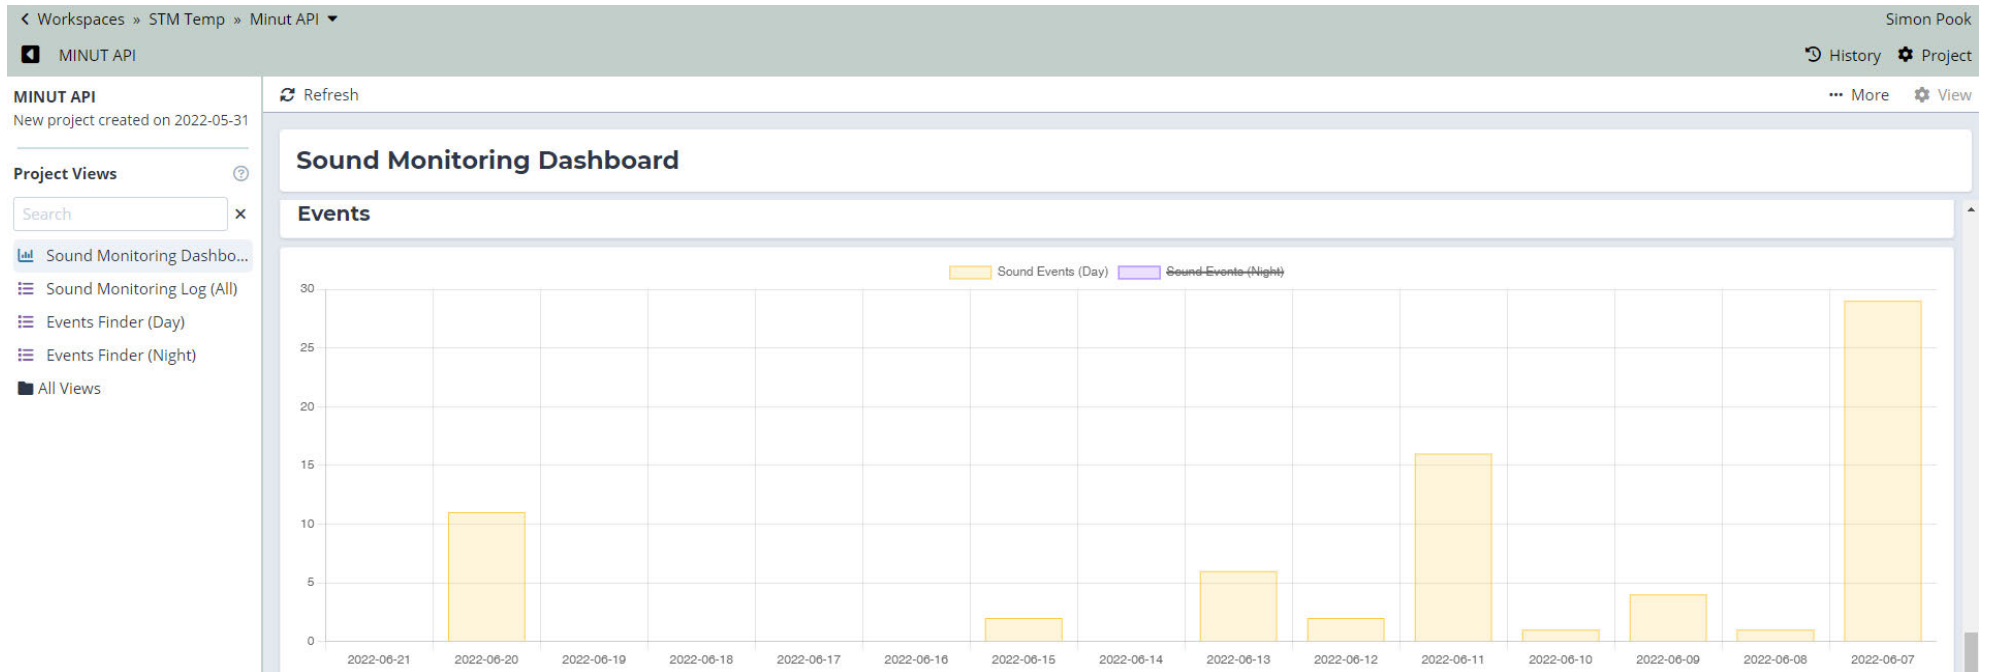 Workspaces » STM Temp » Minut API
Simon Pook
MINUT API
History
Project
MINUT API
New project created on 2022-05-31
Project Views
Search
Sound Monitoring Dashbo...
Sound Monitoring Log (All)
Events Finder (Day)
Events Finder (Night)
All Views
Refresh
More
View
Sound Monitoring Dashboard
Events
Sound Events (Day) Sound Events (Night)
30
25
20
15
10
5
0
2022-06-21 2022-06-20 2022-06-19 2022-06-18 2022-06-17 2022-06-16 2022-06-15 2022-06-14 2022-06-13 2022-06-12 2022-06-11 2022-06-10 2022-06-09 2022-06-08 2022-06-07